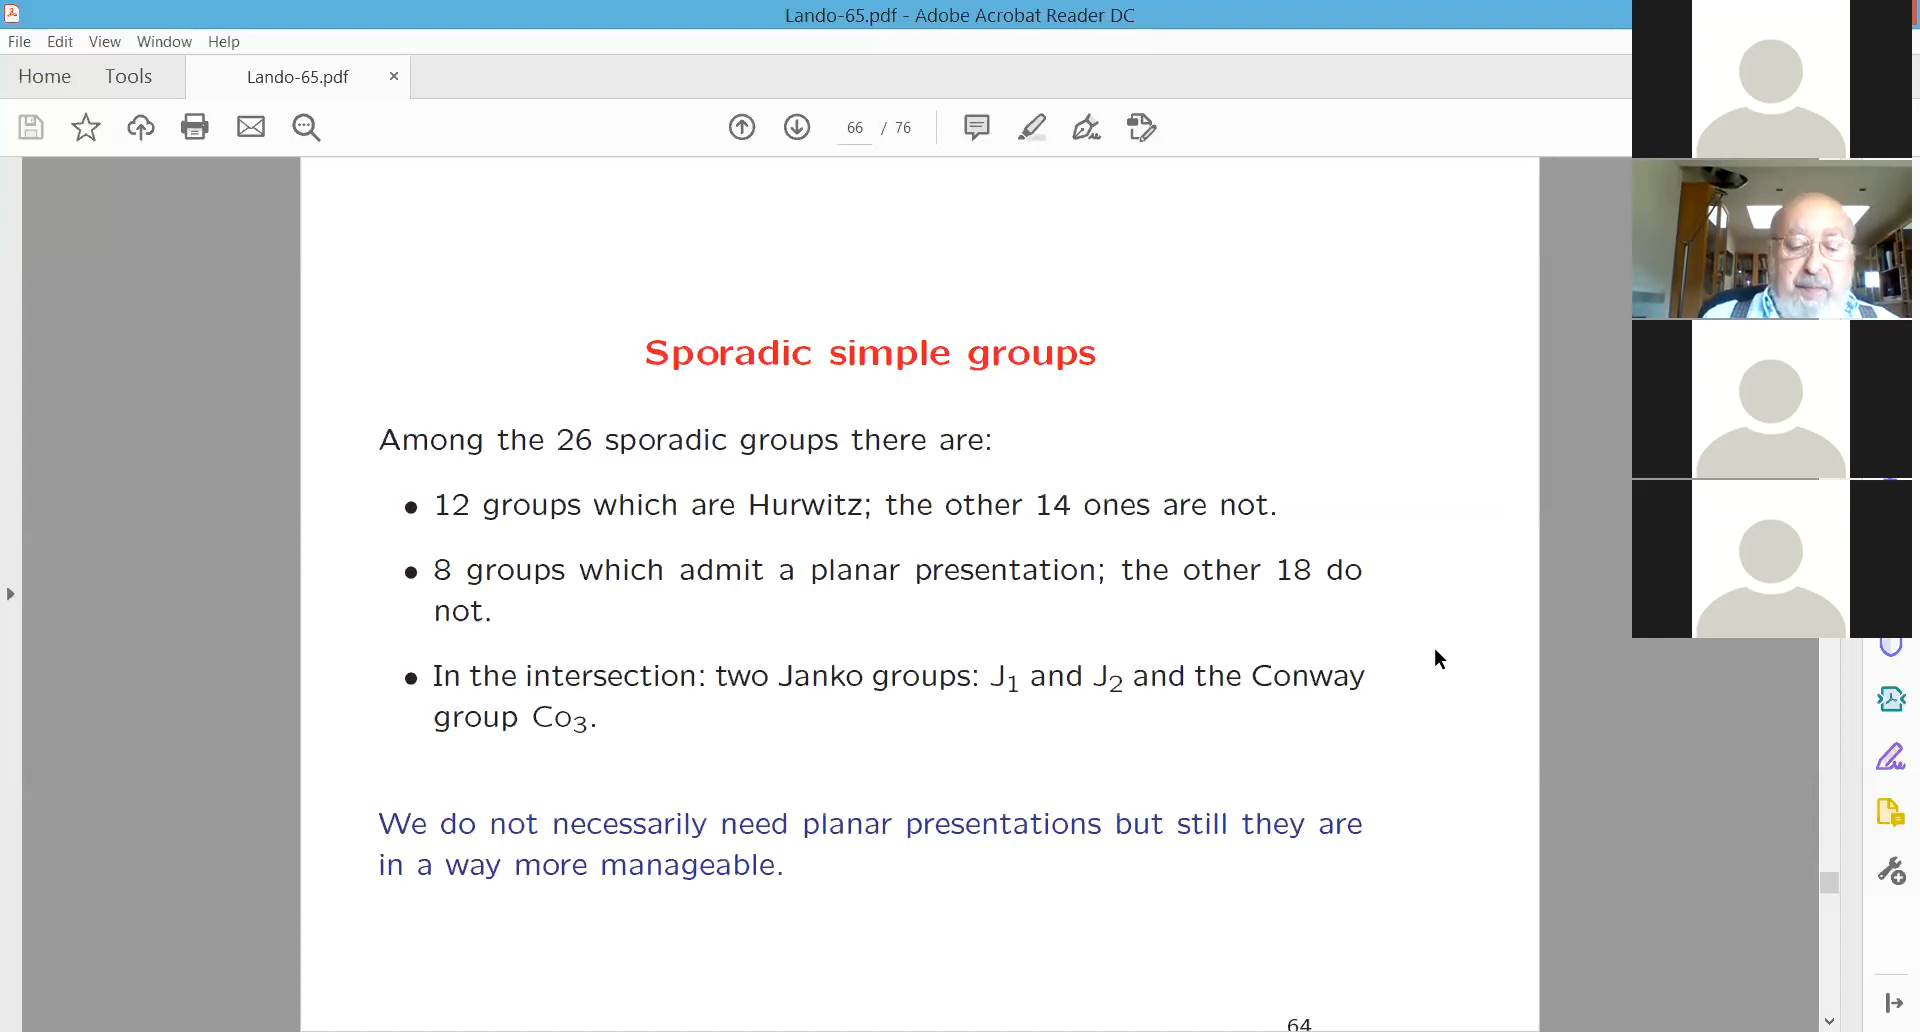 Lando-65.pdf - Adobe Acrobat Reader DC
File Edit View Window Help
Home Tools Lando-65.pdf ×
66 / 76
Sporadic simple groups
Among the 26 sporadic groups there are:
• 12 groups which are Hurwitz; the other 14 ones are not.
• 8 groups which admit a planar presentation; the other 18 do
not.
• In the intersection: two Janko groups: J₁ and J₂ and the Conway
group Co₃.
We do not necessarily need planar presentations but still they are
in a way more manageable.
64